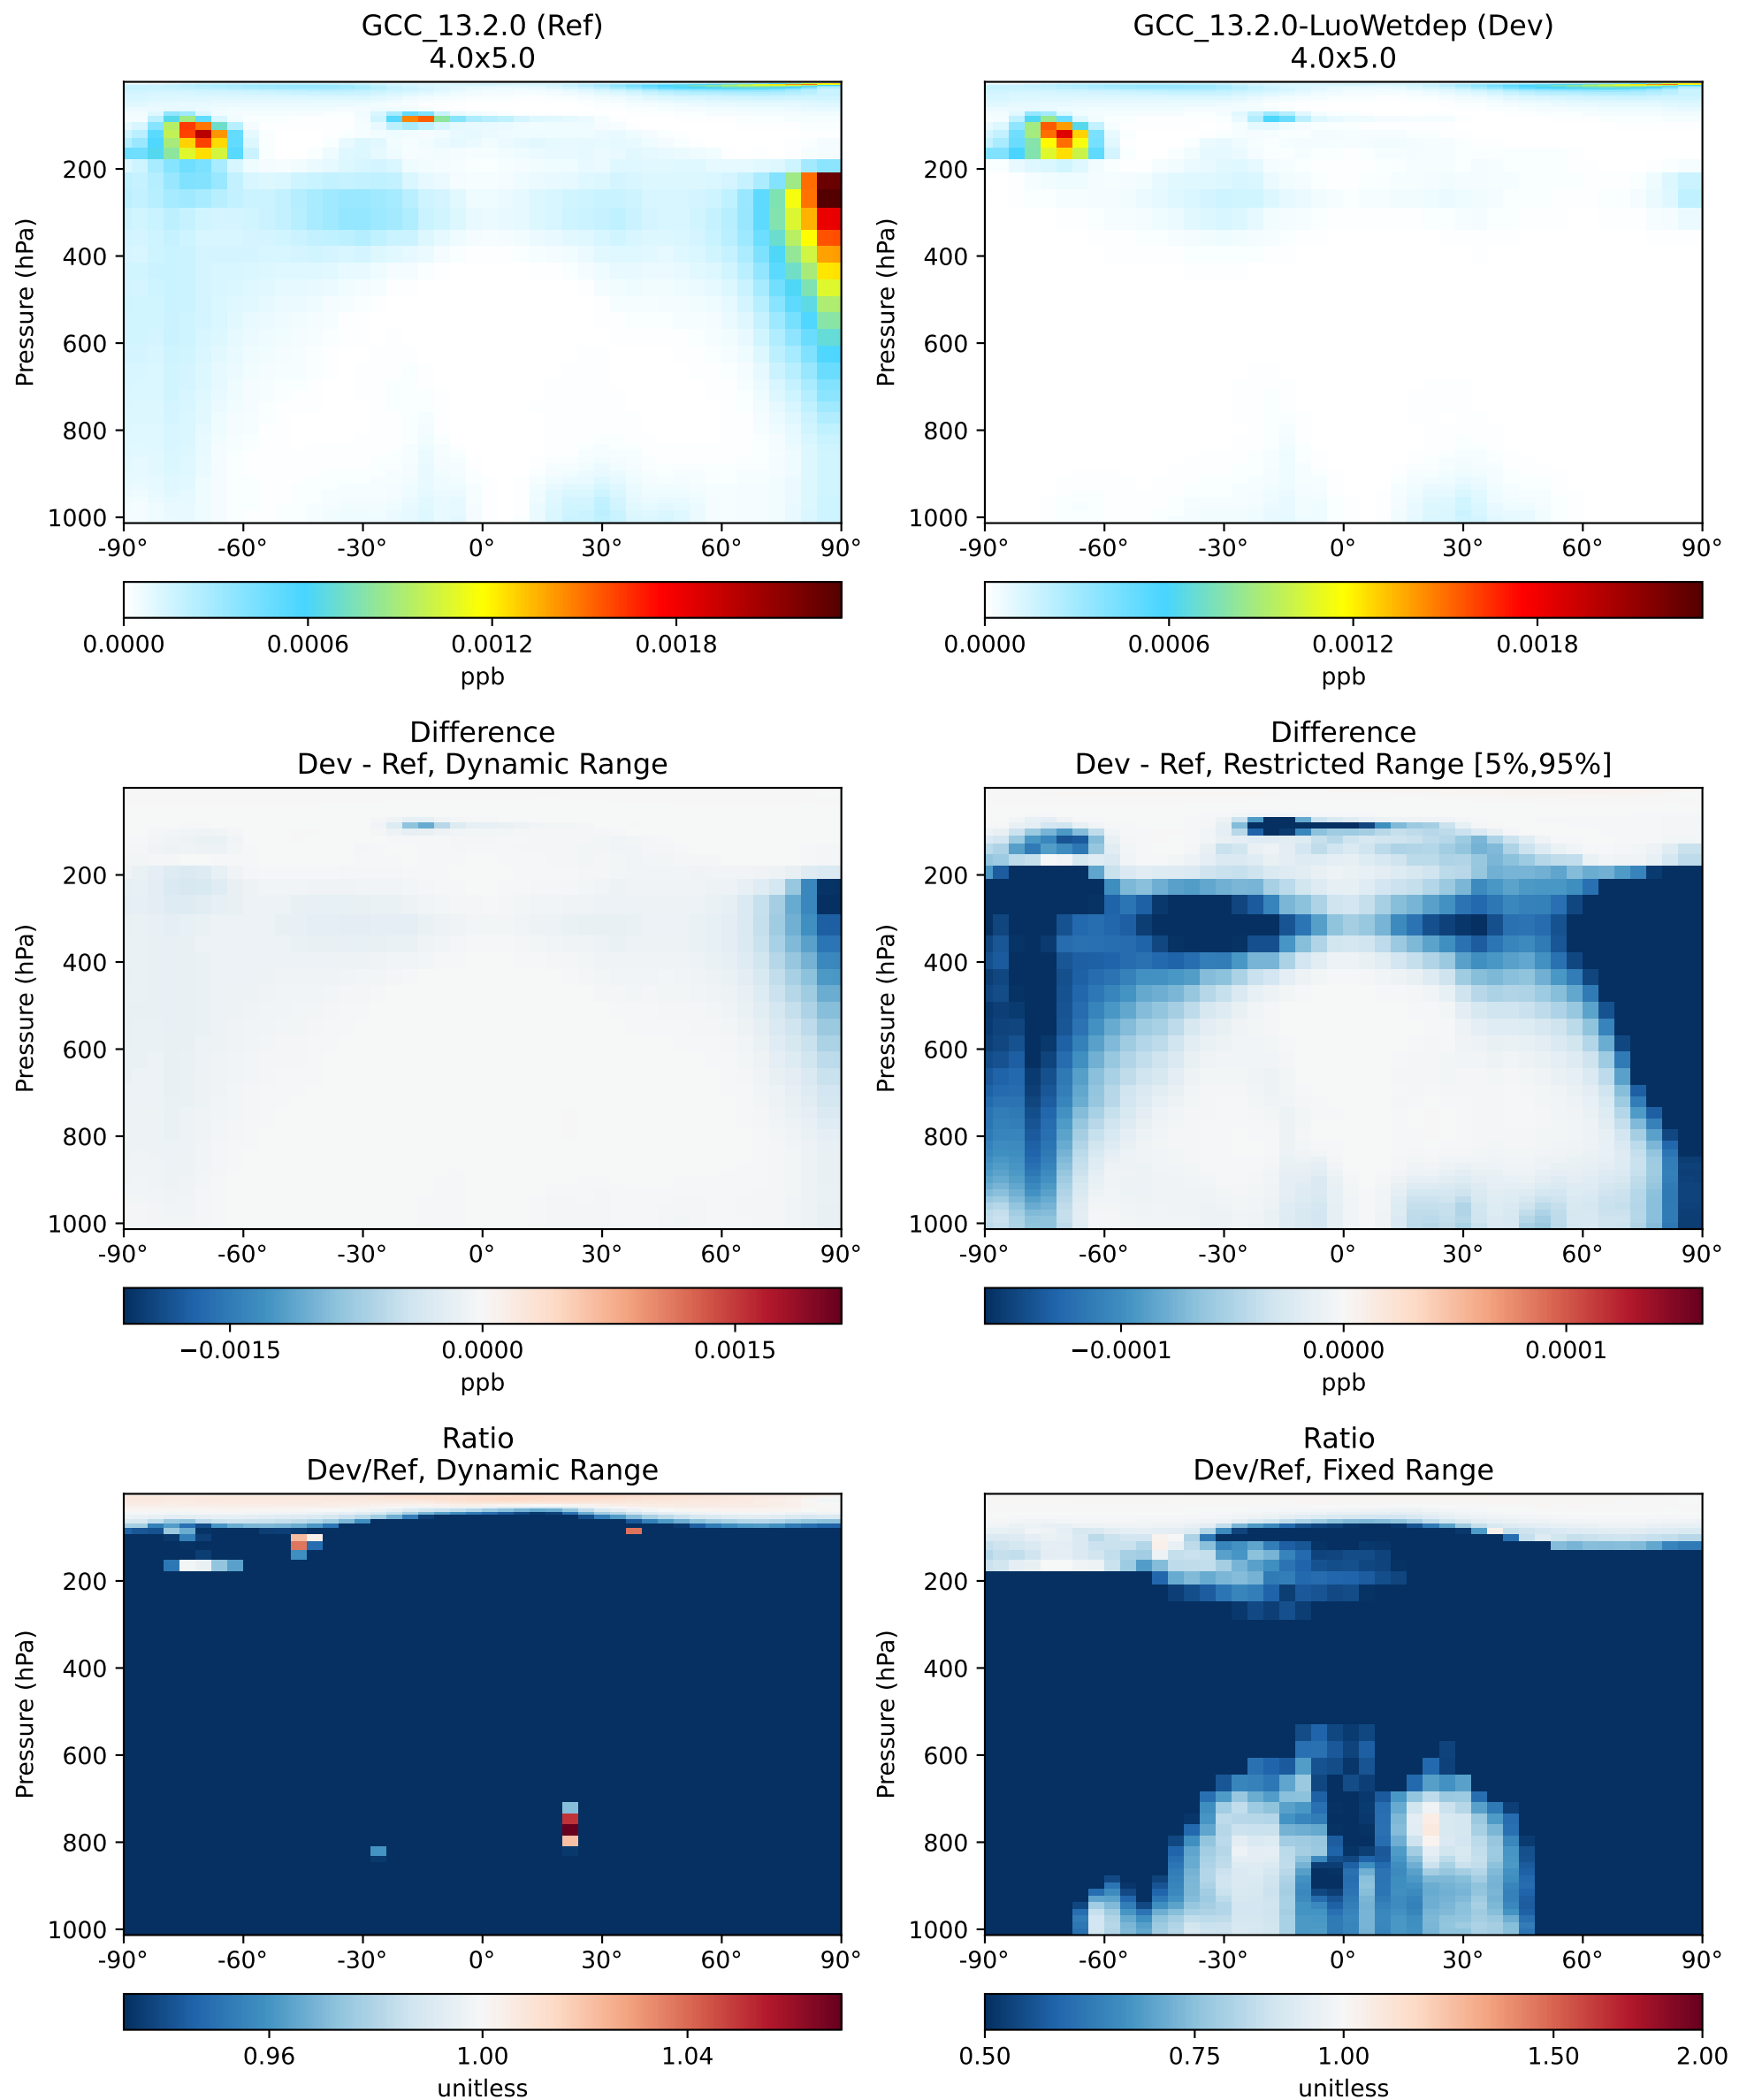 GCC_13.2.0 (Ref)
4.0x5.0
GCC_13.2.0-LuoWetdep (Dev)
4.0x5.0
Pressure (hPa)
200
400
600
800
1000
-90° -60° -30° 0° 30° 60° 90°
0.0000 0.0006 0.0012 0.0018
ppb
Pressure (hPa)
200
400
600
800
1000
-90° -60° -30° 0° 30° 60° 90°
0.0000 0.0006 0.0012 0.0018
ppb
Difference
Dev - Ref, Dynamic Range
Pressure (hPa)
200
400
600
800
1000
-90° -60° -30° 0° 30° 60° 90°
−0.0015 0.0000 0.0015
ppb
Difference
Dev - Ref, Restricted Range [5%,95%]
Pressure (hPa)
200
400
600
800
1000
-90° -60° -30° 0° 30° 60° 90°
−0.0001 0.0000 0.0001
ppb
Ratio
Dev/Ref, Dynamic Range
Pressure (hPa)
200
400
600
800
1000
-90° -60° -30° 0° 30° 60° 90°
0.96 1.00 1.04
unitless
Ratio
Dev/Ref, Fixed Range
Pressure (hPa)
200
400
600
800
1000
-90° -60° -30° 0° 30° 60° 90°
0.50 0.75 1.00 1.50 2.00
unitless